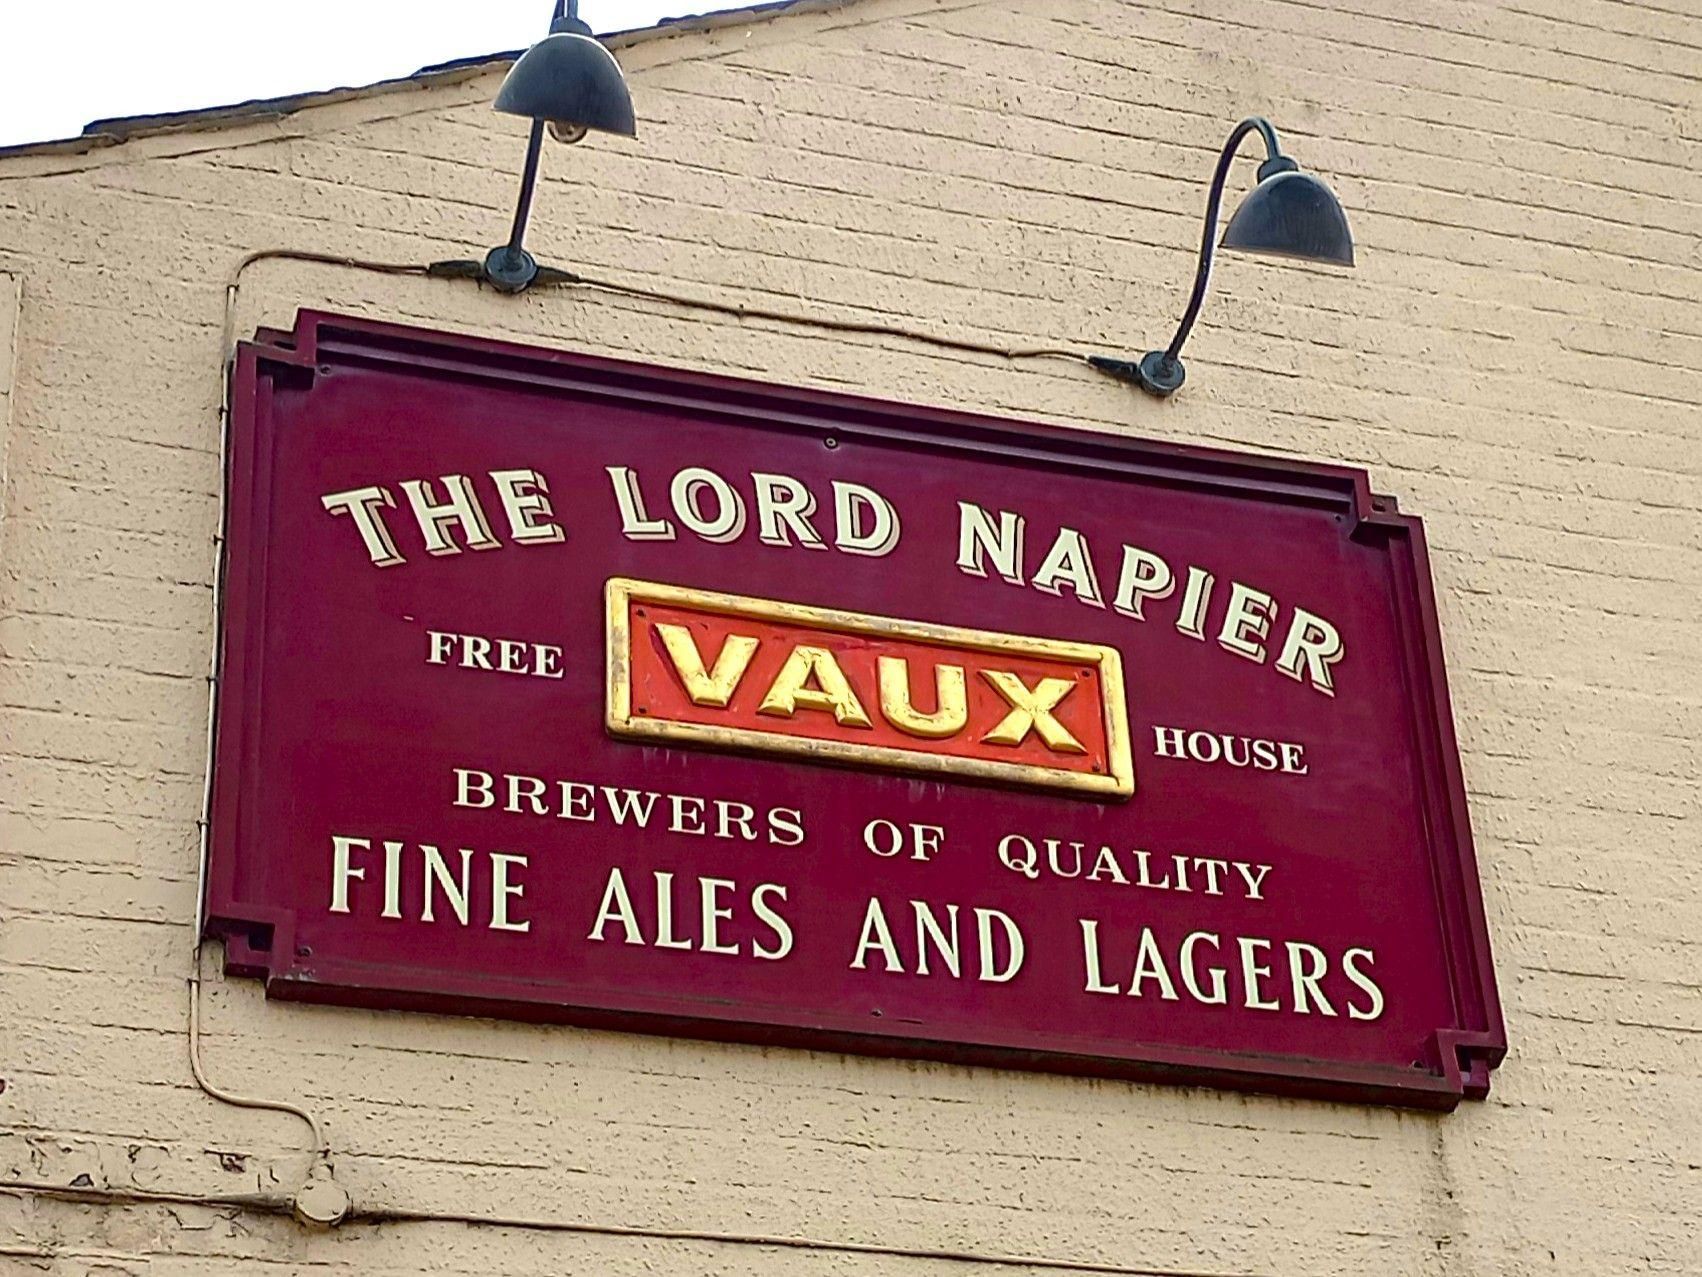 THE LORD NAPIER
FREE VAUX HOUSE
BREWERS OF QUALITY
FINE ALES AND LAGERS